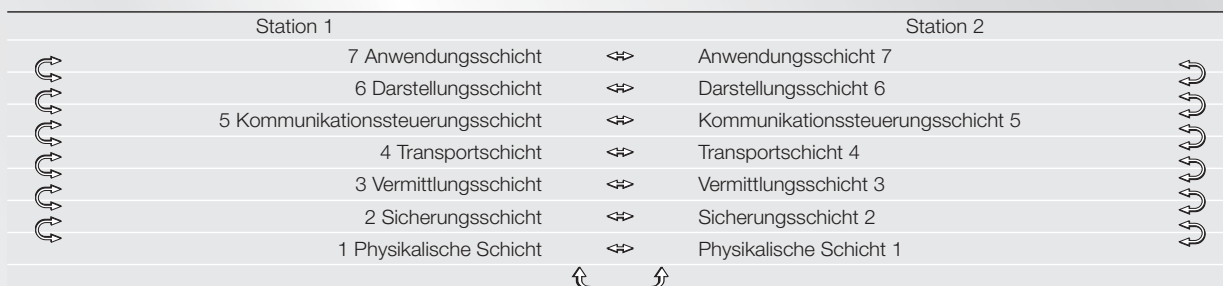 Station 1 Station 2
7 Anwendungsschicht Anwendungsschicht 7
6 Darstellungsschicht Darstellungsschicht 6
5 Kommunikationssteuerungsschicht Kommunikationssteuerungsschicht 5
4 Transportschicht Transportschicht 4
3 Vermittlungsschicht Vermittlungsschicht 3
2 Sicherungsschicht Sicherungsschicht 2
1 Physikalische Schicht Physikalische Schicht 1